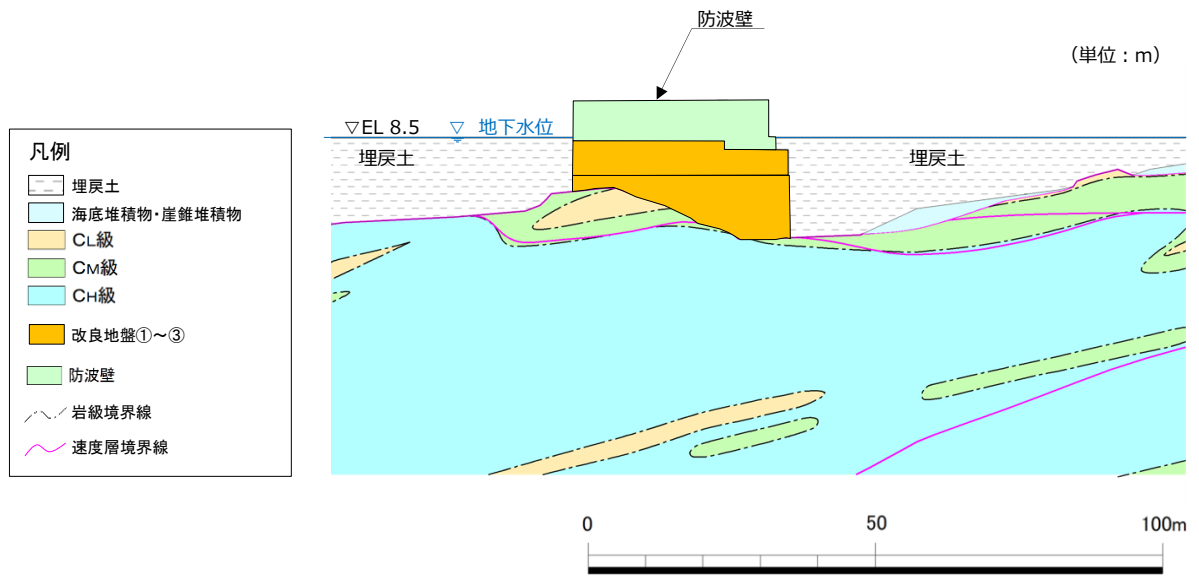 防波壁
(単位:m)
▽EL 8.5 ▽ 地下水位
埋戻土 埋戻土
凡例
埋戻土
海底堆積物・崖錐堆積物
CL級
CM級
CH級
改良地盤①~③
防波壁
岩級境界線
速度層境界線
0 50 100m